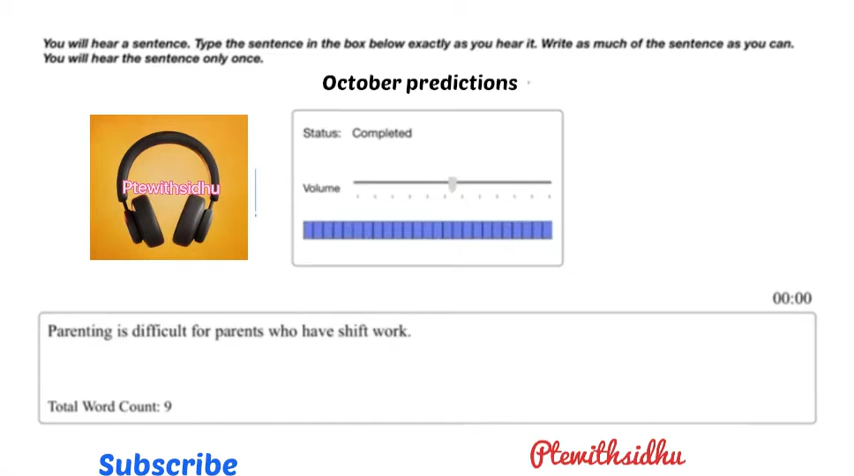 You will hear a sentence. Type the sentence in the box below exactly as you hear it. Write as much of the sentence as you can.
You will hear the sentence only once.
October predictions
Ptewithsidhu
Status: Completed
Volume
00:00
Parenting is difficult for parents who have shift work.
Total Word Count: 9
Subscribe
Ptewithsidhu